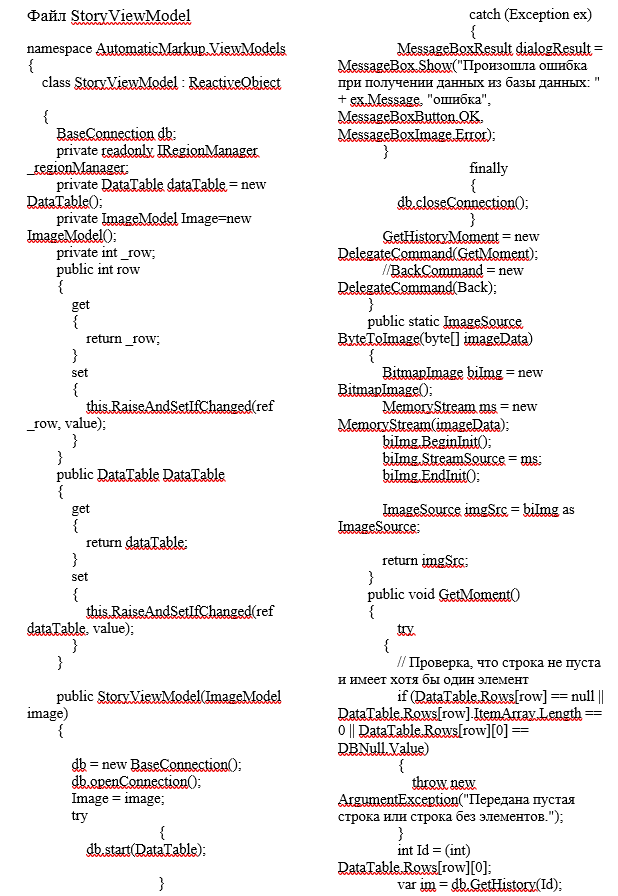 Файл StoryViewModel
namespace AutomaticMarkup.ViewModels
{
class StoryViewModel : ReactiveObject
{
BaseConnection db;
private readonly IRegionManager
_regionManager;
private DataTable dataTable = new
DataTable();
private ImageModel Image=new
ImageModel();
private int _row;
public int row
{
get
{
return _row;
}
set
{
this.RaiseAndSetIfChanged(ref
_row, value);
}
}
public DataTable DataTable
{
get
{
return dataTable;
}
set
{
this.RaiseAndSetIfChanged(ref
dataTable, value);
}
}
public StoryViewModel(ImageModel
image)
{
db = new BaseConnection();
db.openConnection();
Image = image;
try
{
db.start(DataTable);
}
catch (Exception ex)
{
MessageBoxResult dialogResult =
MessageBox.Show("Произошла ошибка
при получении данных из базы данных: "
+ ex.Message, "ошибка",
MessageBoxButton.OK,
MessageBoxImage.Error);
}
finally
{
db.closeConnection();
}
GetHistoryMoment = new
DelegateCommand(GetMoment);
//BackCommand = new
DelegateCommand(Back);
}
public static ImageSource
ByteToImage(byte[] imageData)
{
BitmapImage biImg = new
BitmapImage();
MemoryStream ms = new
MemoryStream(imageData);
biImg.BeginInit();
biImg.StreamSource = ms;
biImg.EndInit();
ImageSource imgSrc = biImg as
ImageSource;
return imgSrc;
}
public void GetMoment()
{
try
{
// Проверка, что строка не пуста
и имеет хотя бы один элемент
if (DataTable.Rows[row] == null ||
DataTable.Rows[row].ItemArray.Length ==
0 || DataTable.Rows[row][0] ==
DBNull.Value)
{
throw new
ArgumentException("Передана пустая
строка или строка без элементов.");
}
int Id = (int)
DataTable.Rows[row][0];
var im = db.GetHistory(Id);